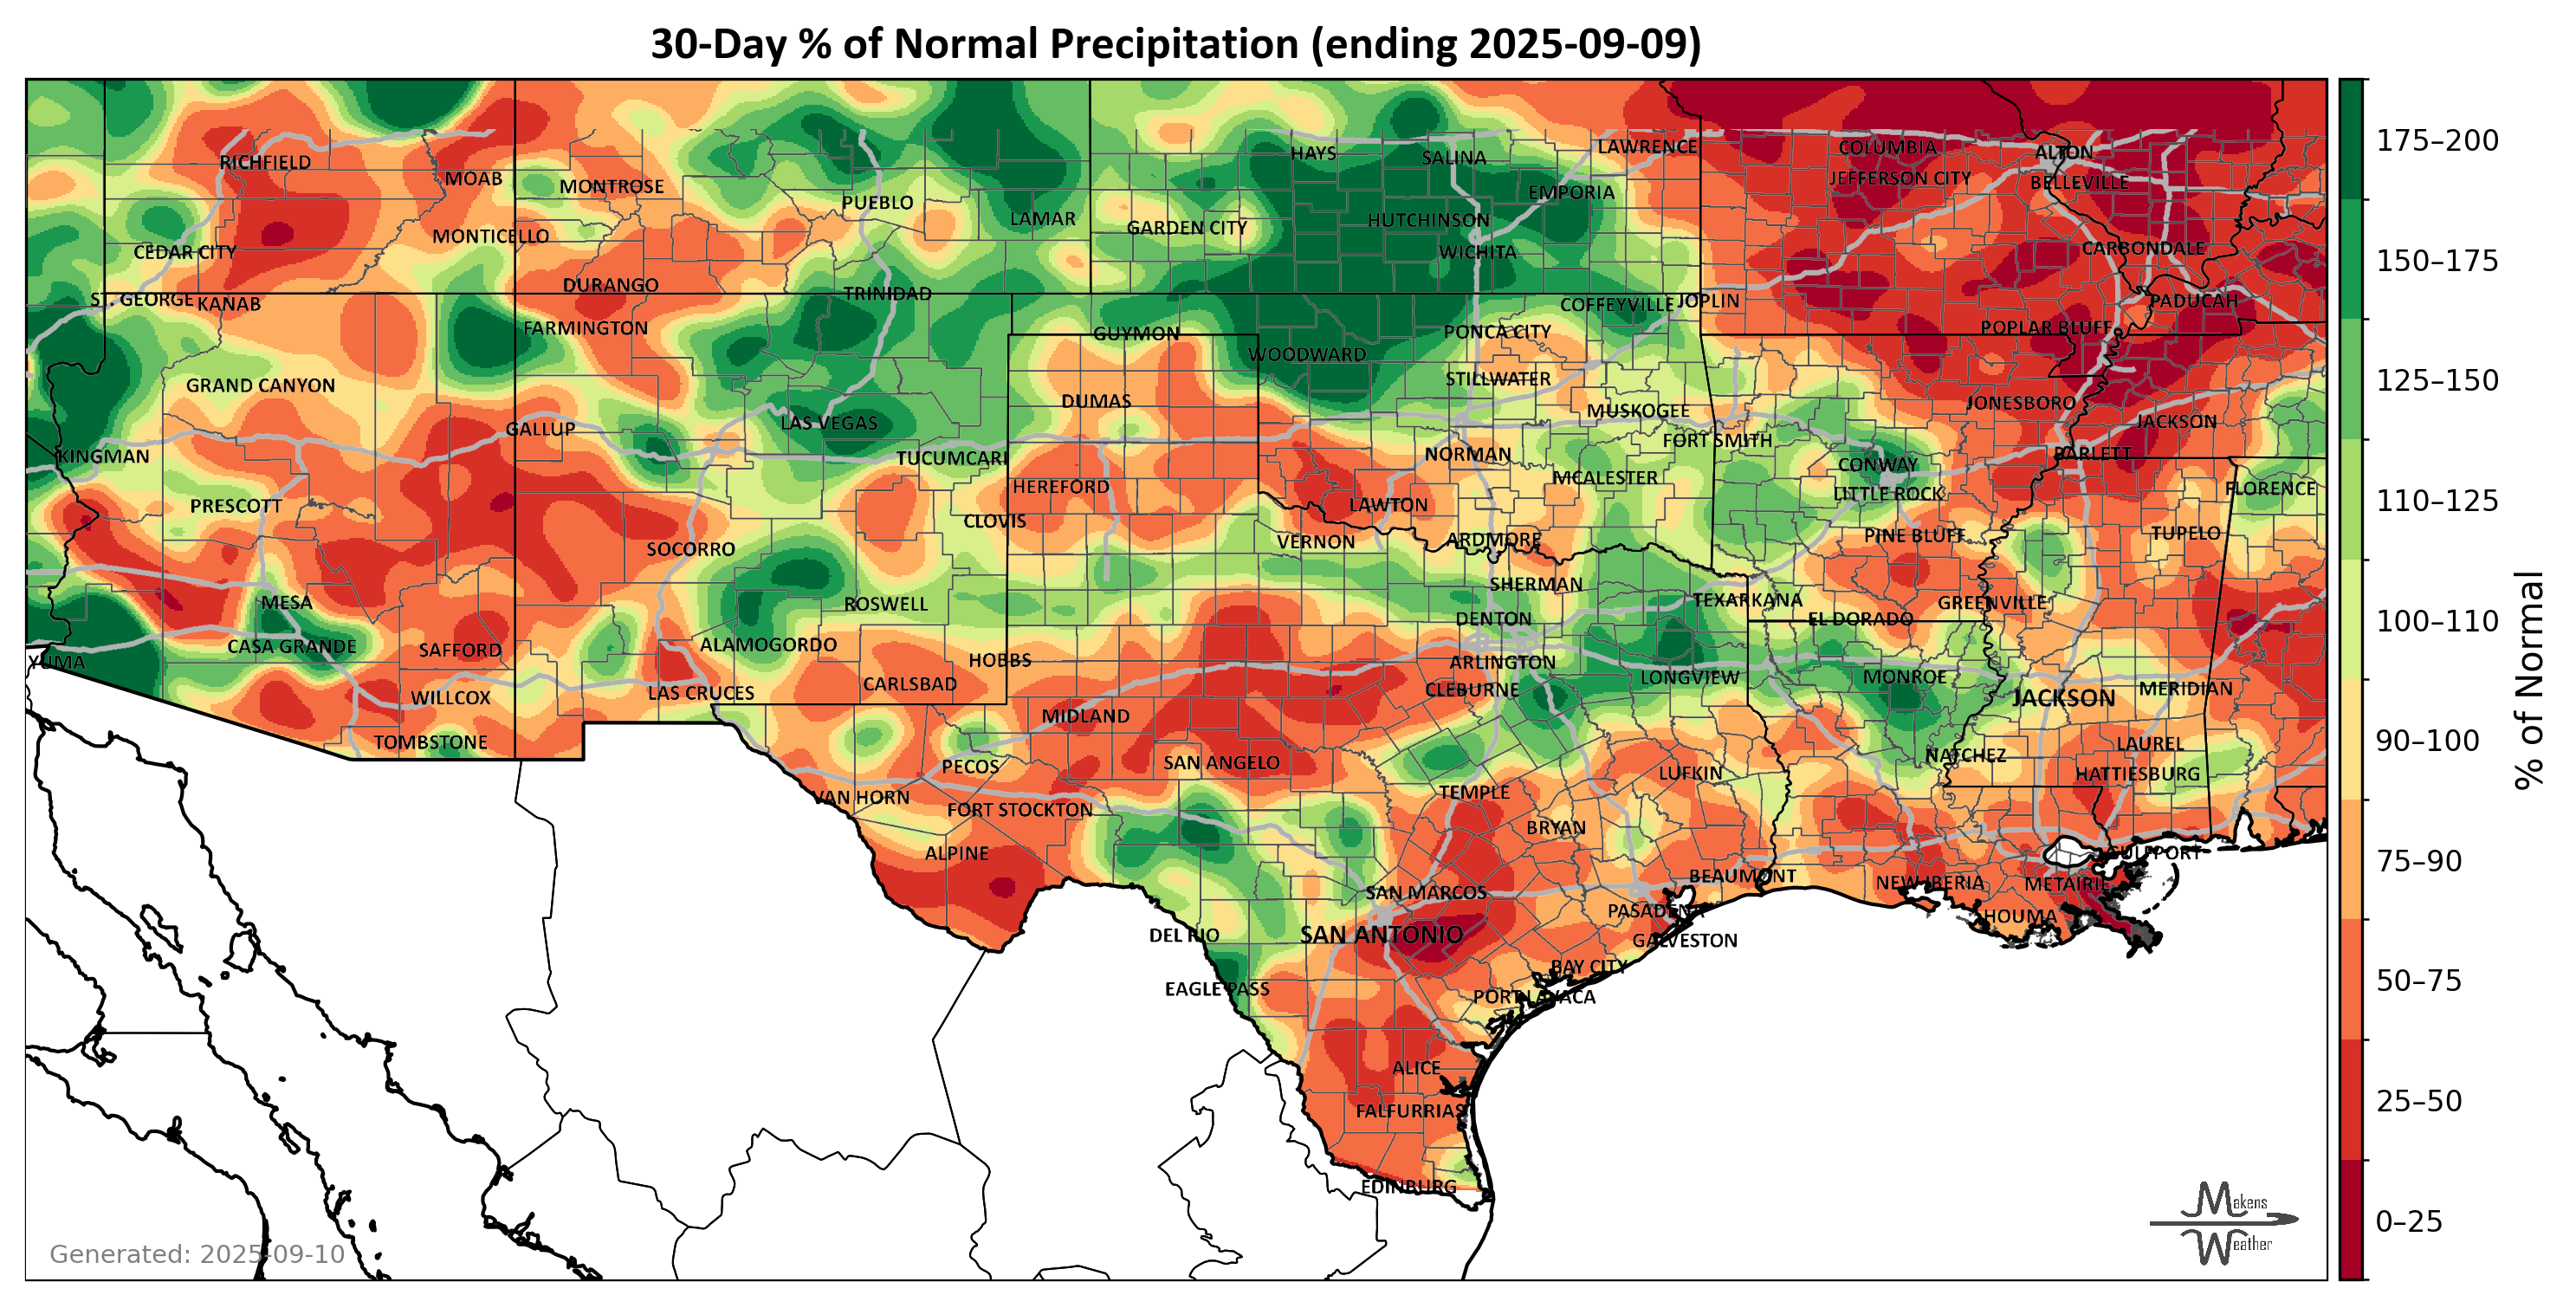 30-Day % of Normal Precipitation (ending 2025-09-09)
RICHFIELD
MOAB
MONTROSE
PUEBLO
LAMAR
HAYS
SALINA
LAWRENCE
COLUMBIA
ALTON
JEFFERSON CITY
BELLEVILLE
EMPORIA
GARDEN CITY
HUTCHINSON
WICHITA
MONTICELLO
CEDAR CITY
CARBONDALE
DURANGO
TRINIDAD
ST. GEORGE
KANAB
COFFEYVILLE
JOPLIN
PADUCAH
FARMINGTON
GUYMON
PONCA CITY
POPLAR BLUFF
WOODWARD
GRAND CANYON
STILLWATER
DUMAS
MUSKOGEE
JONESBORO
JACKSON
GALLUP
LAS VEGAS
FORT SMITH
KINGMAN
TUCUMCARI
NORMAN
BARLETT
CONWAY
MCALESTER
HEREFORD
LITTLE ROCK
FLORENCE
PRESCOTT
LAWTON
CLOVIS
SOCORRO
VERNON
ARDMORE
PINE BLUFF
TUPELO
SHERMAN
MESA
ROSWELL
TEXARKANA
GREENVILLE
DENTON
EL DORADO
CASA GRANDE
SAFFORD
ALAMOGORDO
HOBBS
ARLINGTON
YUMA
LONGVIEW
MONROE
WILLCOX
LAS CRUCES
CARLSBAD
CLEBURNE
JACKSON
MERIDIAN
MIDLAND
TOMBSTONE
PECOS
SAN ANGELO
LUFKIN
NATCHEZ
LAUREL
HATTIESBURG
VAN HORN
FORT STOCKTON
TEMPLE
BRYAN
ALPINE
GULFPORT
SAN MARCOS
BEAUMONT
NEW IBERIA
METAIRIE
PASADENA
HOUMA
DEL RIO
SAN ANTONIO
GALVESTON
BAY CITY
EAGLE PASS
PORT LAVACA
ALICE
FALFURRIAS
EDINBURG
175–200
150–175
125–150
110–125
100–110
90–100
75–90
50–75
25–50
0–25
% of Normal
Generated: 2025-09-10
Makens
Weather